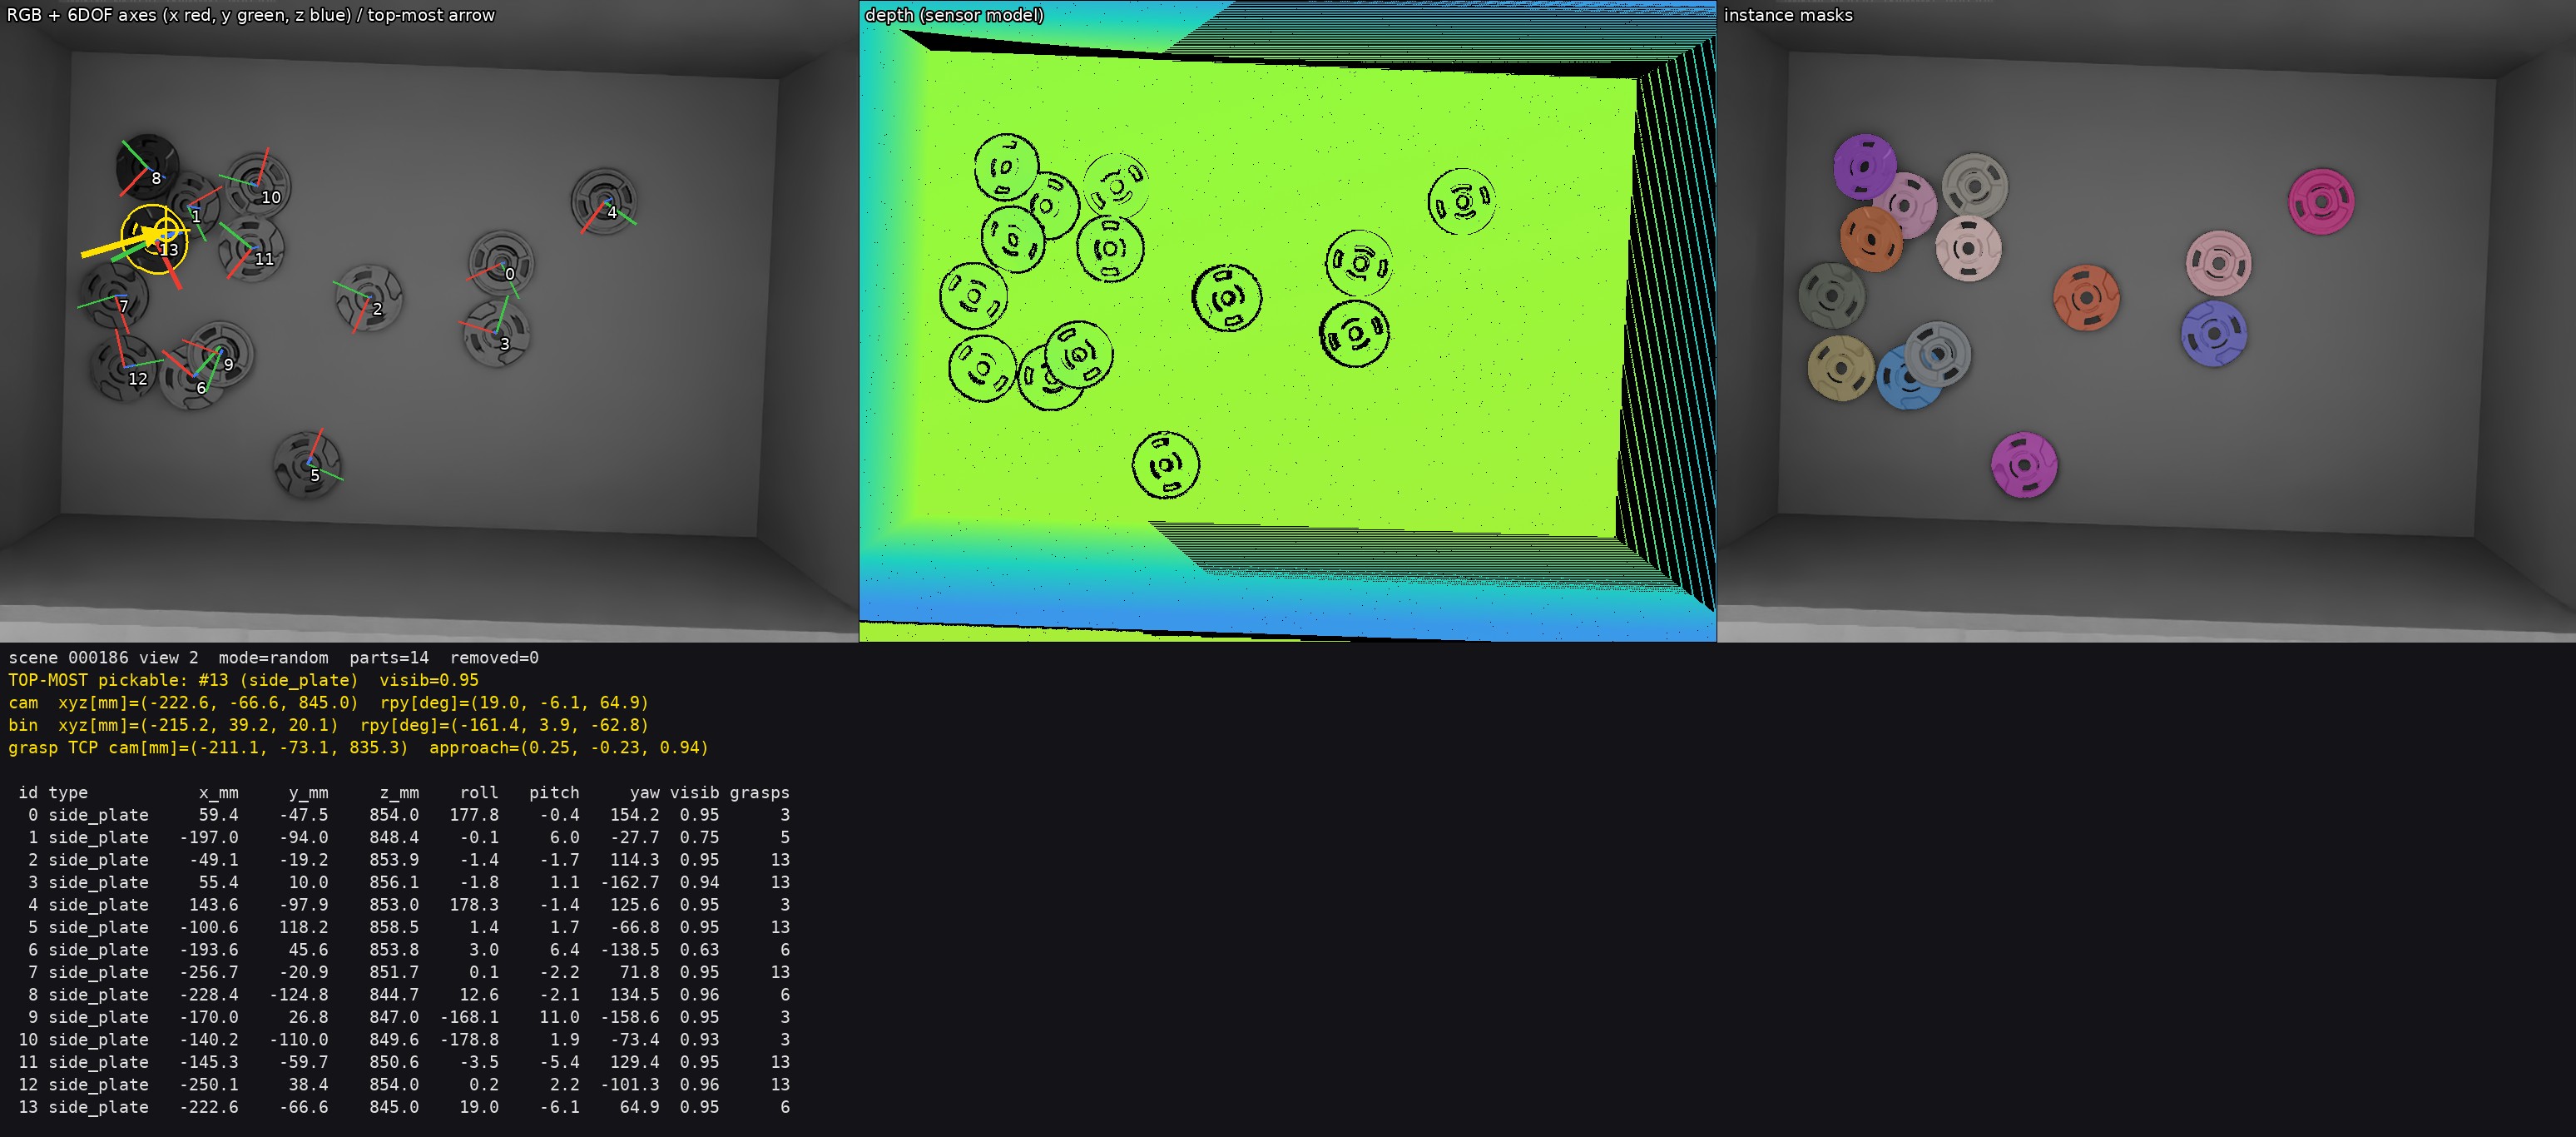 RGB + 6DOF axes (x red, y green, z blue) / top-most arrow
depth (sensor model)
instance masks
8
10
1
4
13
11
0
7
2
3
9
12
6
5
scene 000186 view 2  mode=random  parts=14  removed=0
TOP-MOST pickable: #13 (side_plate)  visib=0.95
cam  xyz[mm]=(-222.6, -66.6, 845.0)  rpy[deg]=(19.0, -6.1, 64.9)
bin  xyz[mm]=(-215.2, 39.2, 20.1)  rpy[deg]=(-161.4, 3.9, -62.8)
grasp TCP cam[mm]=(-211.1, -73.1, 835.3)  approach=(0.25, -0.23, 0.94)
id type x_mm y_mm z_mm roll pitch yaw visib grasps
0 side_plate 59.4 -47.5 854.0 177.8 -0.4 154.2 0.95 3
1 side_plate -197.0 -94.0 848.4 -0.1 6.0 -27.7 0.75 5
2 side_plate -49.1 -19.2 853.9 -1.4 -1.7 114.3 0.95 13
3 side_plate 55.4 10.0 856.1 -1.8 1.1 -162.7 0.94 13
4 side_plate 143.6 -97.9 853.0 178.3 -1.4 125.6 0.95 3
5 side_plate -100.6 118.2 858.5 1.4 1.7 -66.8 0.95 13
6 side_plate -193.6 45.6 853.8 3.0 6.4 -138.5 0.63 6
7 side_plate -256.7 -20.9 851.7 0.1 -2.2 71.8 0.95 13
8 side_plate -228.4 -124.8 844.7 12.6 -2.1 134.5 0.96 6
9 side_plate -170.0 26.8 847.0 -168.1 11.0 -158.6 0.95 3
10 side_plate -140.2 -110.0 849.6 -178.8 1.9 -73.4 0.93 3
11 side_plate -145.3 -59.7 850.6 -3.5 -5.4 129.4 0.95 13
12 side_plate -250.1 38.4 854.0 0.2 2.2 -101.3 0.96 13
13 side_plate -222.6 -66.6 845.0 19.0 -6.1 64.9 0.95 6